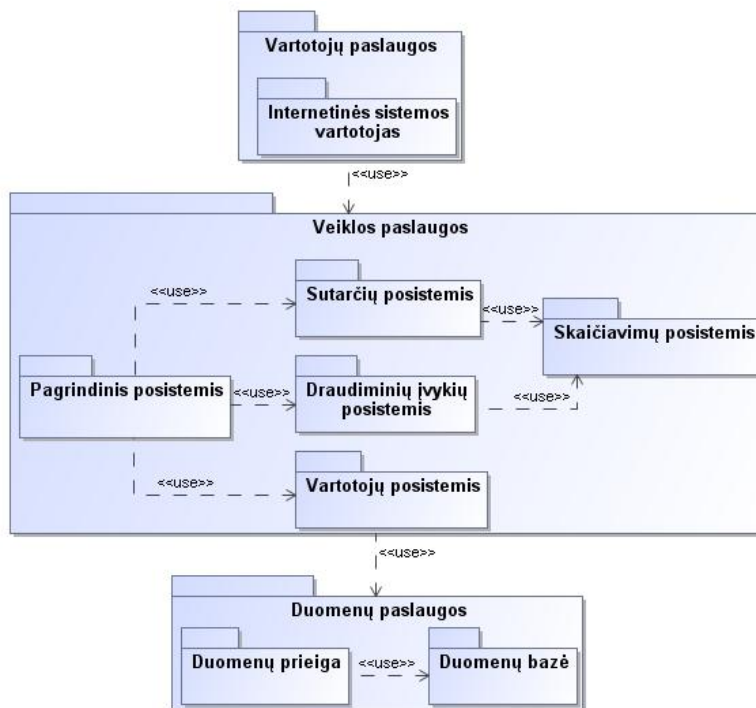 Vartotojų paslaugos
Internetinės sistemos
vartotojas
<<use>>
Veiklos paslaugos
<<use>>
Sutarčių posistemis
<<use>>
Skaičiavimų posistemis
Pagrindinis posistemis
<<use>>
Draudiminių įvykių
posistemis
<<use>>
<<use>>
Vartotojų posistemis
<<use>>
Duomenų paslaugos
Duomenų prieiga
<<use>>
Duomenų bazė